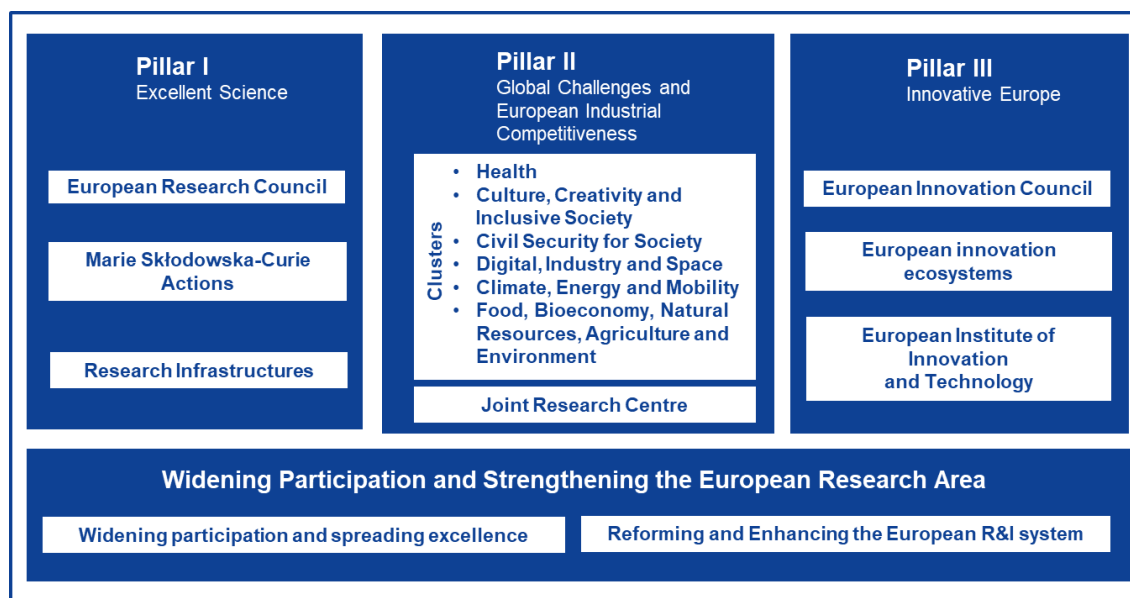 Pillar I
Excellent Science
European Research Council
Marie Skłodowska-Curie
Actions
Research Infrastructures
Pillar II
Global Challenges and
European Industrial
Competitiveness
Clusters
• Health
• Culture, Creativity and
Inclusive Society
• Civil Security for Society
• Digital, Industry and Space
• Climate, Energy and Mobility
• Food, Bioeconomy, Natural
Resources, Agriculture and
Environment
Joint Research Centre
Pillar III
Innovative Europe
European Innovation Council
European innovation
ecosystems
European Institute of
Innovation
and Technology
Widening Participation and Strengthening the European Research Area
Widening participation and spreading excellence
Reforming and Enhancing the European R&I system